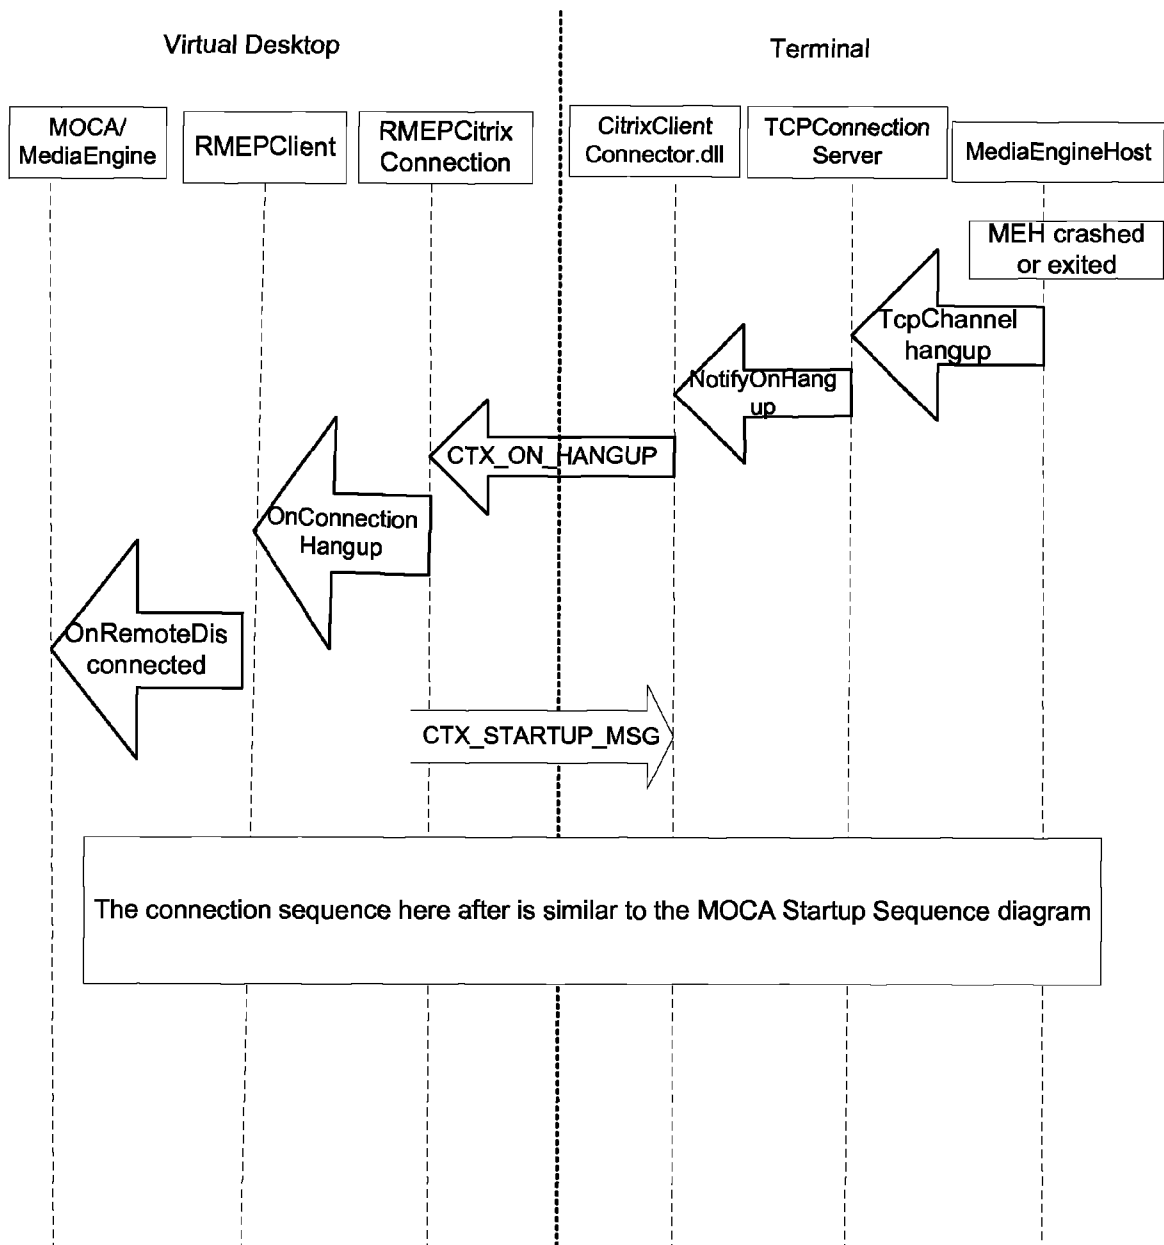 Virtual Desktop
Terminal
MOCA/
MediaEngine
RMEPClient
RMEPCitrix
Connection
CitrixClient
Connector.dll
TCPConnection
Server
MediaEngineHost
MEH crashed
or exited
TcpChannel
hangup
NotifyOnHang
up
CTX_ON_HANGUP
OnConnection
Hangup
OnRemoteDis
connected
CTX_STARTUP_MSG
The connection sequence here after is similar to the MOCA Startup Sequence diagram